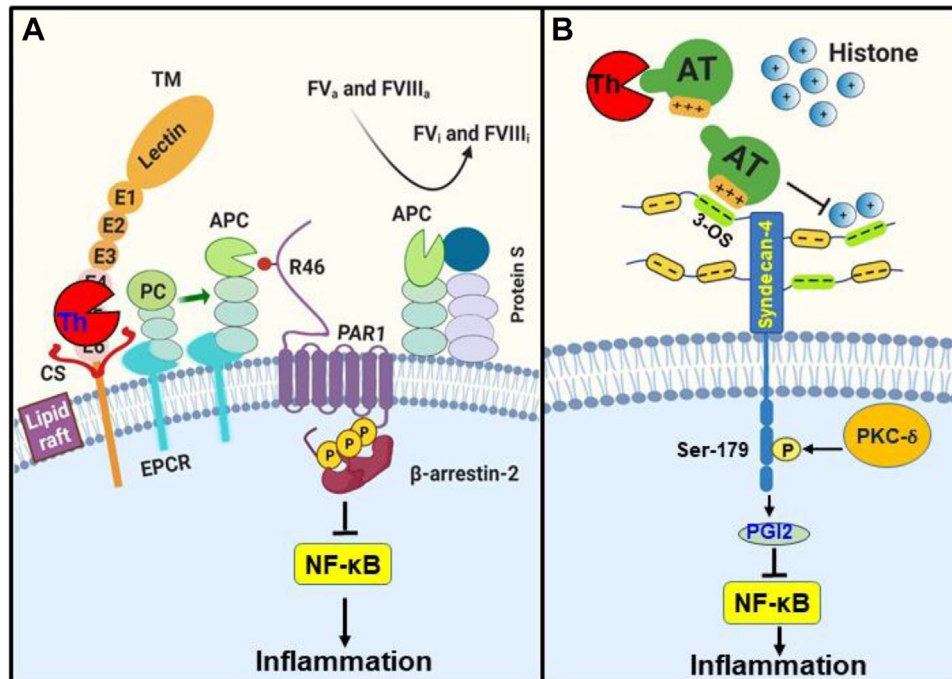 A
TM
Lectin
E1
E2
E3
E4
Th
E6
CS
Lipid
raft
PC
EPCR
APC
R46
PAR1
FVₐ and FVIIIₐ
FVᵢ and FVIIIᵢ
APC
Protein S
P P P
β-arrestin-2
NF-κB
Inflammation
B
Th
AT
+++
Histone
+ + + + + + +
AT
+++
+ +
3-OS
Syndecan-4
Ser-179
P
PKC-δ
PGI2
NF-κB
Inflammation